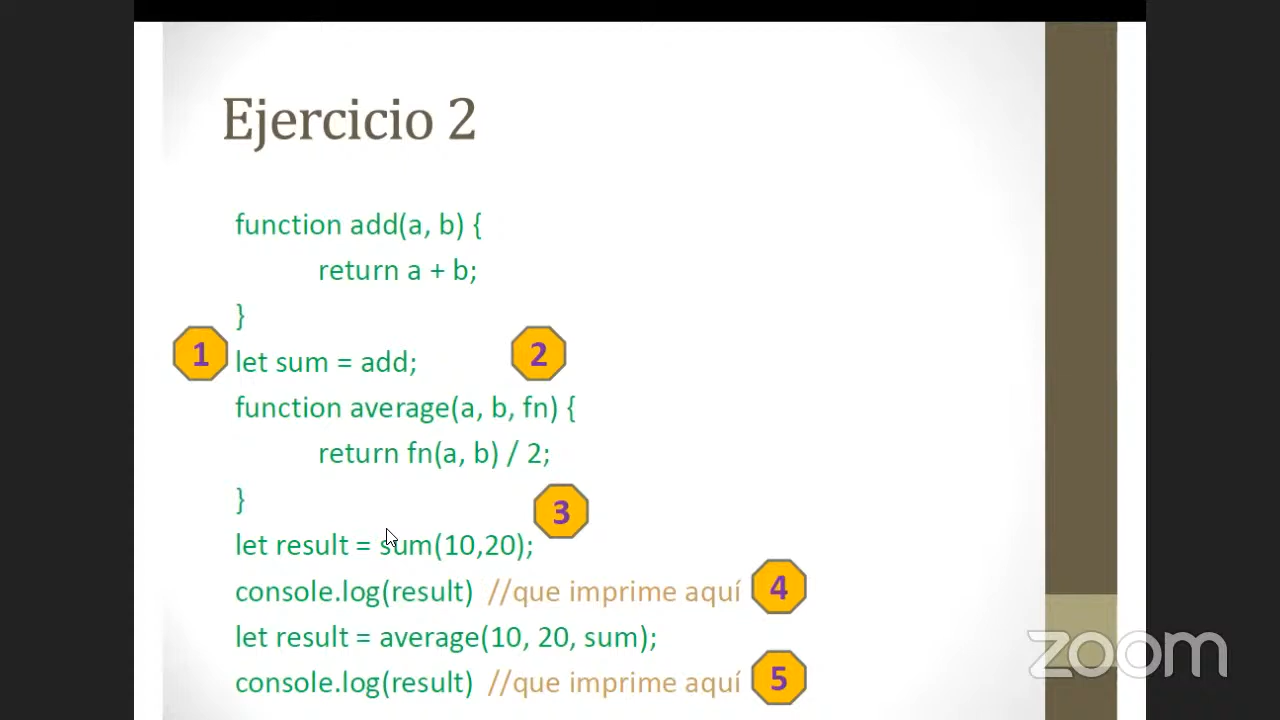 Ejercicio 2
function add(a, b) {
return a + b;
}
1 let sum = add; 2
function average(a, b, fn) {
return fn(a, b) / 2;
}
3
let result = sum(10,20);
console.log(result) //que imprime aquí 4
let result = average(10, 20, sum);
console.log(result) //que imprime aquí 5
zoom